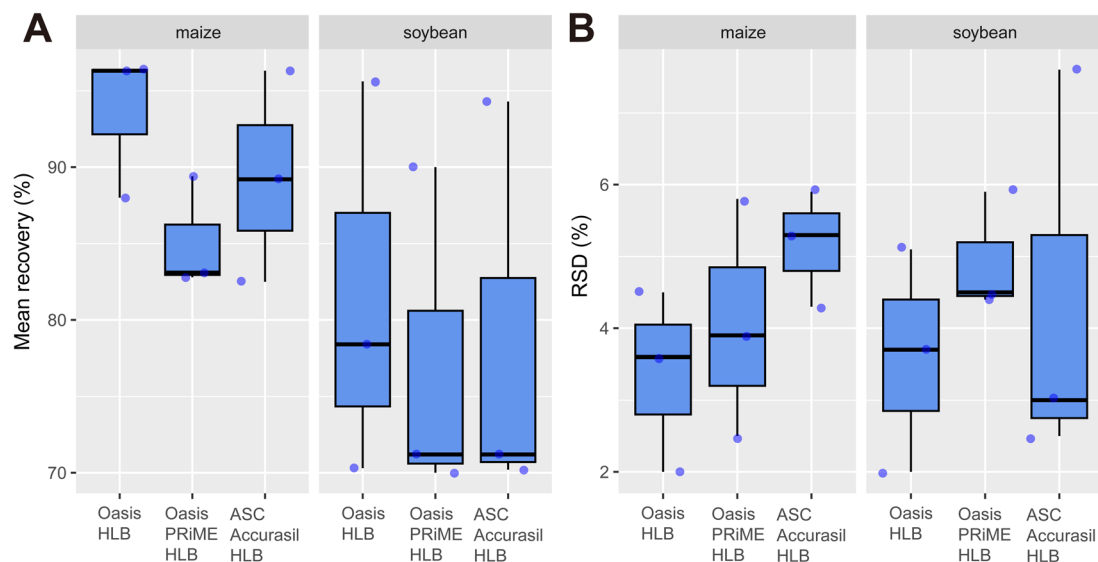 A
B
maize
soybean
maize
soybean
Mean recovery (%)
90
80
70
RSD (%)
6
4
2
Oasis
HLB
Oasis
PRiME
HLB
ASC
Accurasil
HLB
Oasis
HLB
Oasis
PRiME
HLB
ASC
Accurasil
HLB
Oasis
HLB
Oasis
PRiME
HLB
ASC
Accurasil
HLB
Oasis
HLB
Oasis
PRiME
HLB
ASC
Accurasil
HLB